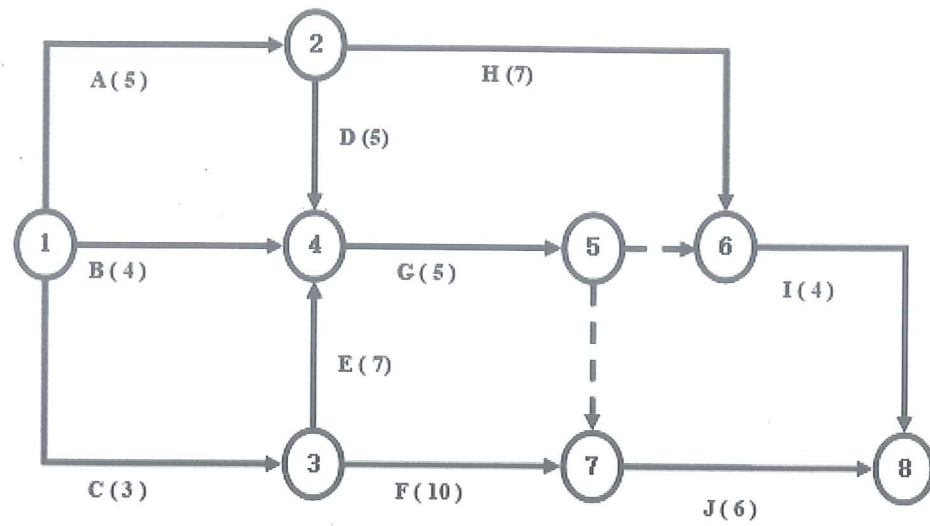 2
A ( 5 )
H (7)
D (5)
1
4
5
6
B ( 4 )
G ( 5 )
I ( 4 )
E ( 7 )
3
7
8
C ( 3 )
F ( 10 )
J ( 6 )